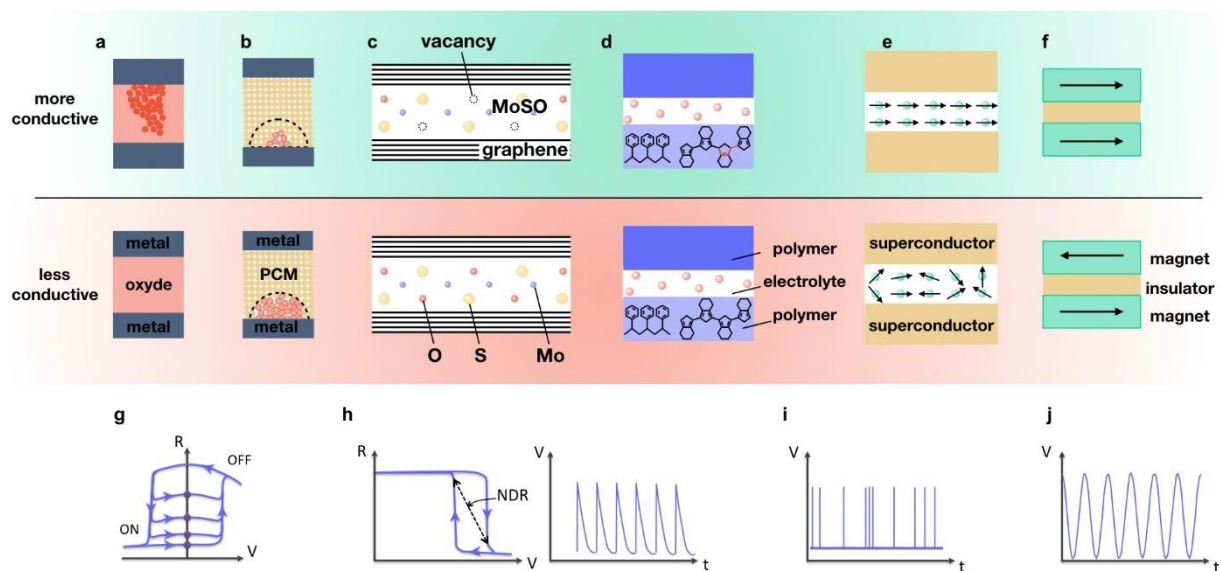 a b c d e f
vacancy
more
conductive
MoSO
graphene
metal
oxyde
metal
less
conductive
metal
PCM
metal
O S Mo
polymer
electrolyte
polymer
superconductor
superconductor
magnet
insulator
magnet
g h i j
R
OFF
ON
V
R
NDR
V
V
t
V
t
V
t